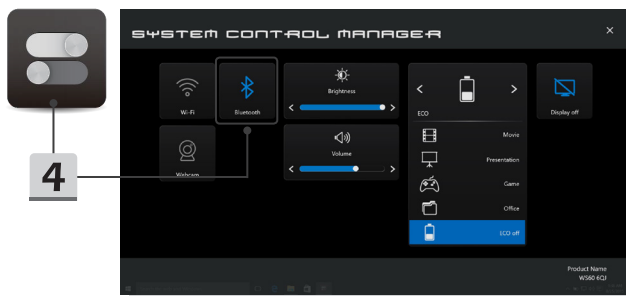 SYSTEM CONTROL MANAGER
Wi-Fi
Bluetooth
Brightness
ECO
Display off
4
Webcam
Volume
Movie
Presentation
Game
Office
ECO off
Product Name
WS60 6QJ